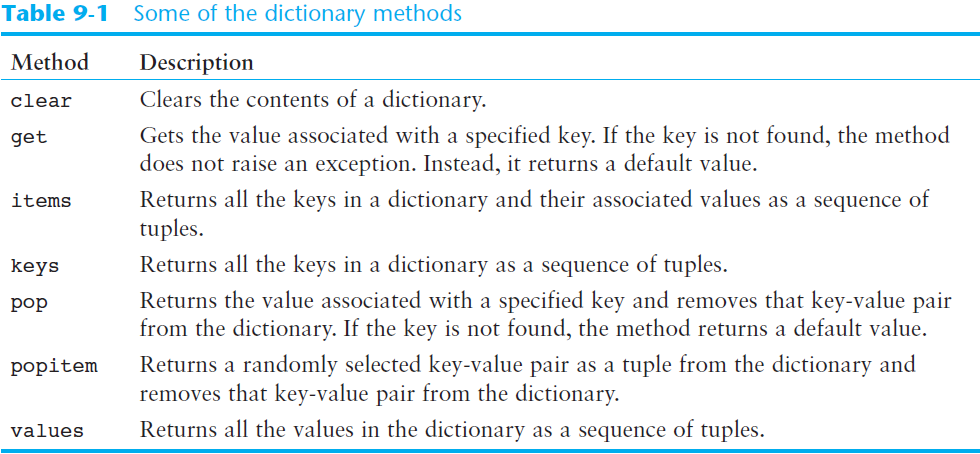 Table 9-1 Some of the dictionary methods
Method Description
clear Clears the contents of a dictionary.
get Gets the value associated with a specified key. If the key is not found, the method
does not raise an exception. Instead, it returns a default value.
items Returns all the keys in a dictionary and their associated values as a sequence of
tuples.
keys Returns all the keys in a dictionary as a sequence of tuples.
pop Returns the value associated with a specified key and removes that key-value pair
from the dictionary. If the key is not found, the method returns a default value.
popitem Returns a randomly selected key-value pair as a tuple from the dictionary and
removes that key-value pair from the dictionary.
values Returns all the values in the dictionary as a sequence of tuples.